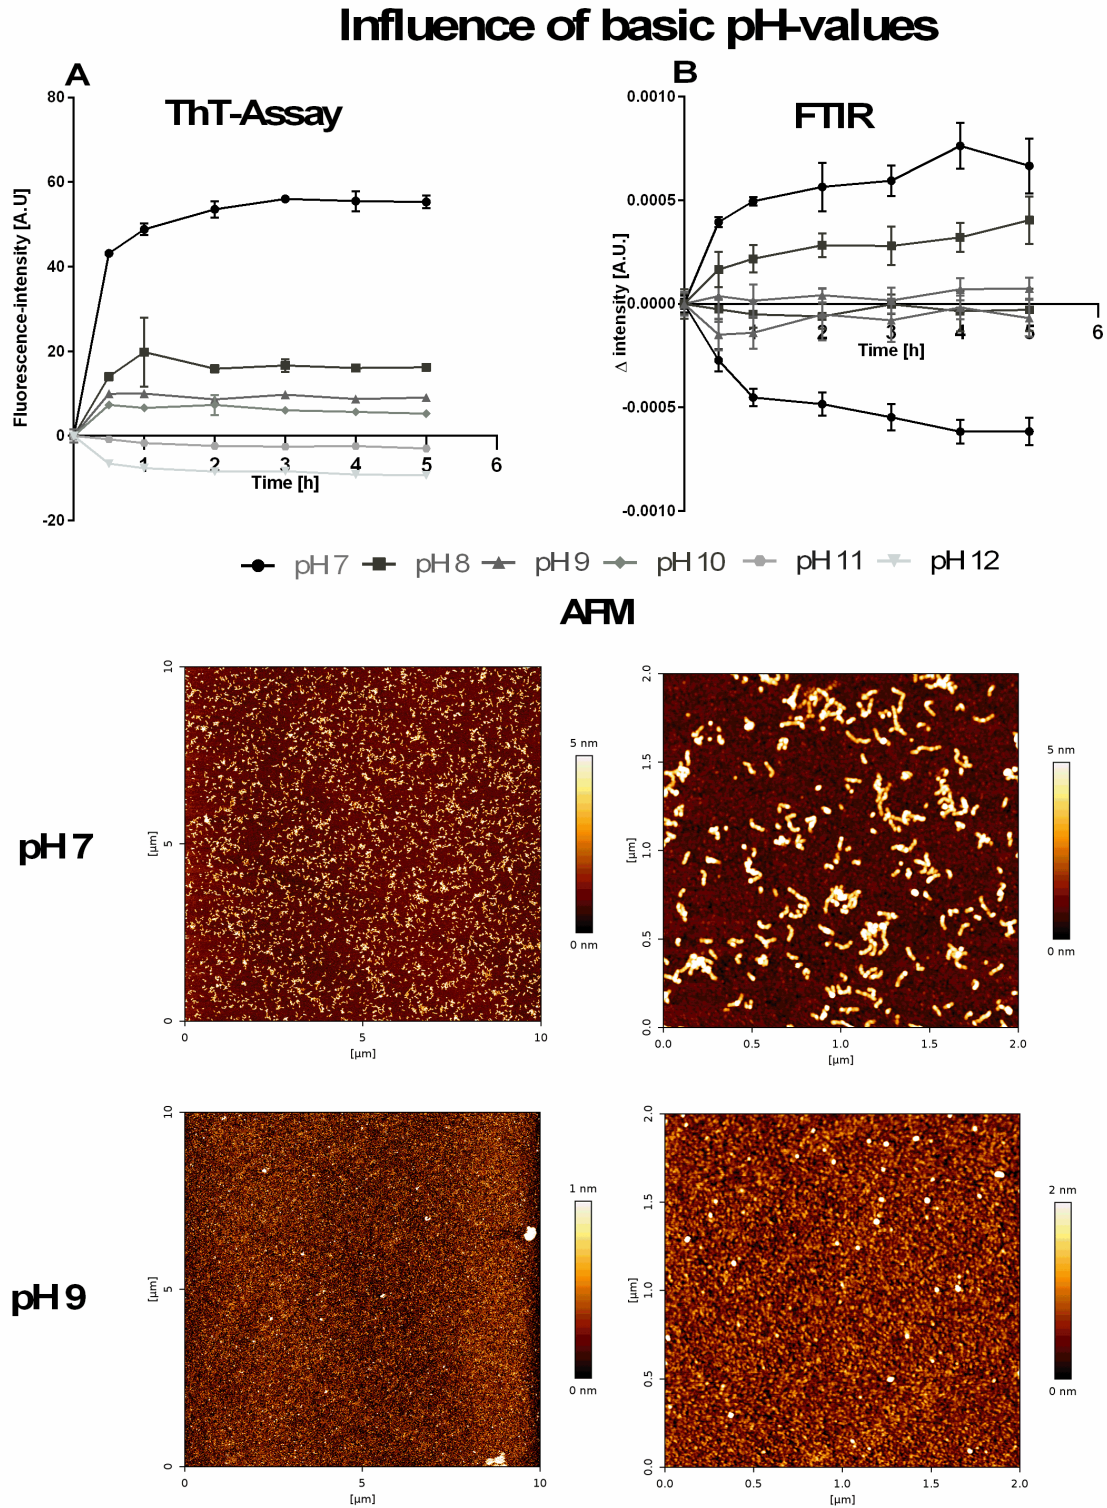 Influence of basic pH-values
A
B
ThT-Assay
FTIR
Fluorescence-intensity [A.U]
80
60
40
20
0
-20
1
2
3
4
5
6
Time [h]
Δ intensity [A.U.]
0.0010
0.0005
0.0000
-0.0005
-0.0010
1
2
3
4
5
6
Time [h]
pH 7
pH 8
pH 9
pH 10
pH 11
pH 12
AFM
pH 7
[µm]
10
5
0
0
5
10
[µm]
5 nm
0 nm
[µm]
2.0
1.5
1.0
0.5
0.0
0.0
0.5
1.0
1.5
2.0
[µm]
5 nm
0 nm
pH 9
[µm]
10
5
0
0
5
10
[µm]
1 nm
0 nm
[µm]
2.0
1.5
1.0
0.5
0.0
0.0
0.5
1.0
1.5
2.0
[µm]
2 nm
0 nm